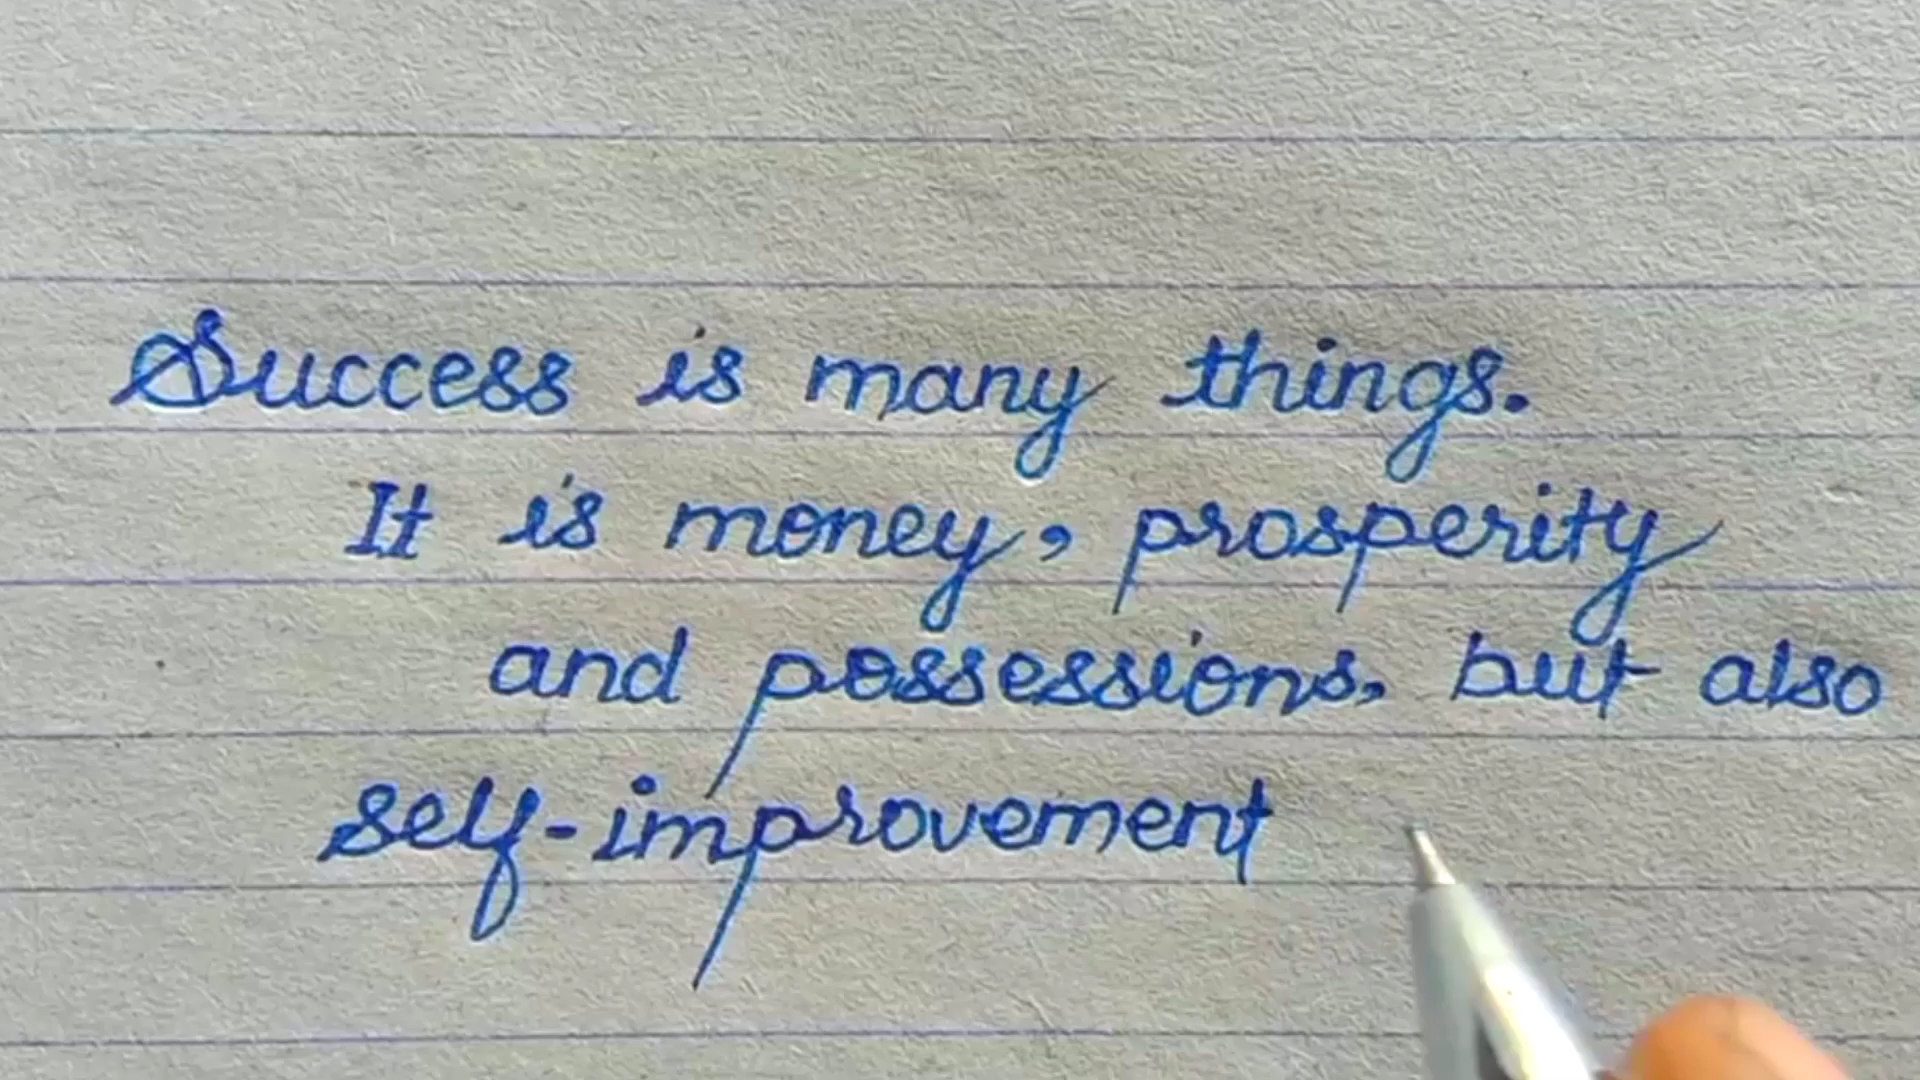 Success is many things.
It is money, prosperity
and possessions, but also
self-improvement